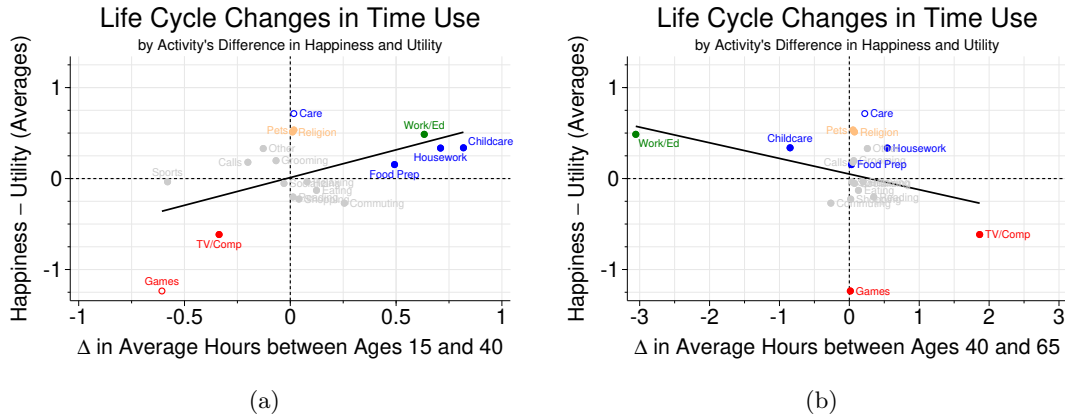 Life Cycle Changes in Time Use
by Activity's Difference in Happiness and Utility
Happiness – Utility (Averages)
1
0
-1
Care
Pets
Religion
Work/Ed
Other
Grooming
Calls
Childcare
Housework
Food Prep
Sports
Eating
Shopping
Commuting
TV/Comp
Games
-1
-0.5
0
0.5
1
Δ in Average Hours between Ages 15 and 40
(a)
Life Cycle Changes in Time Use
by Activity's Difference in Happiness and Utility
Happiness – Utility (Averages)
1
0
-1
Care
Pets
Religion
Work/Ed
Childcare
Housework
Calls
Food Prep
Eating
Reading
Commuting
TV/Comp
Games
-3
-2
-1
0
1
2
3
Δ in Average Hours between Ages 40 and 65
(b)